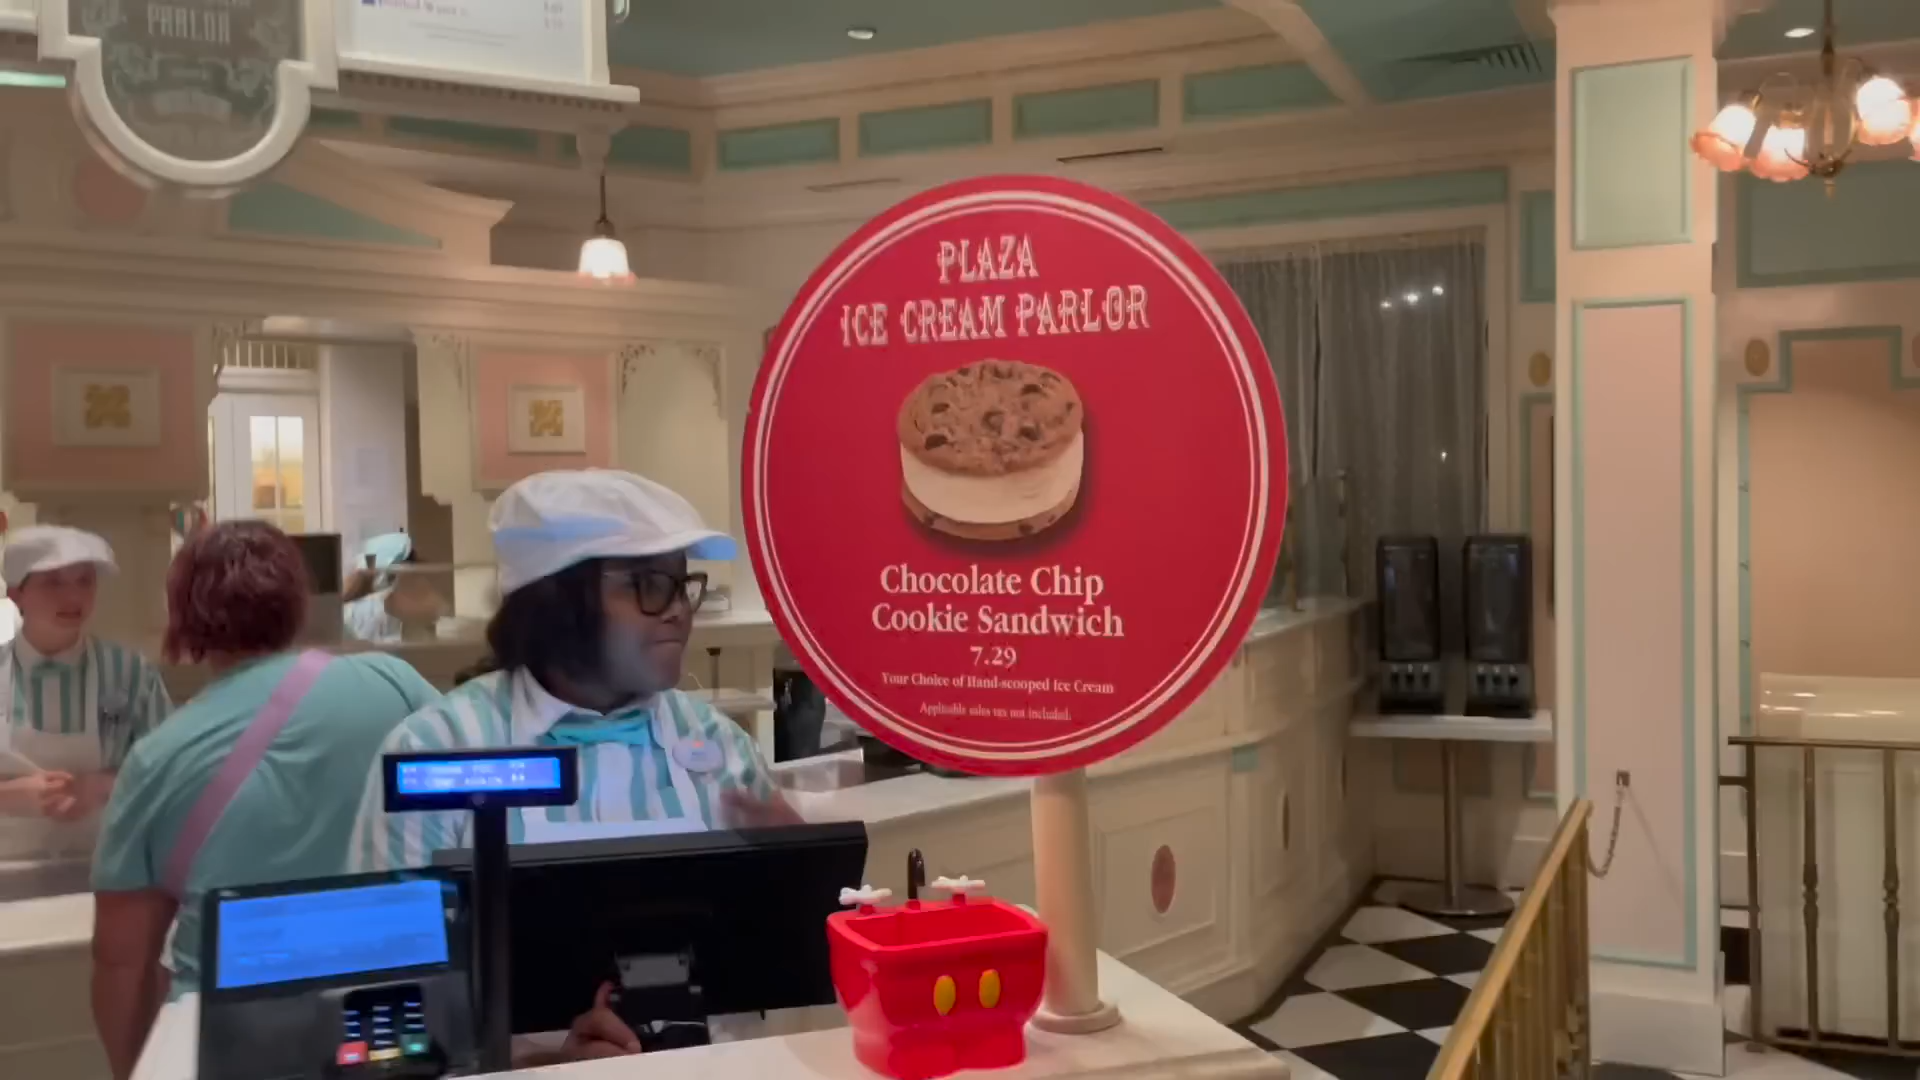 PARLOR
PLAZA
ICE CREAM PARLOR
Chocolate Chip
Cookie Sandwich
7.29
Your Choice of Hand-scooped Ice Cream
Applicable sales tax not included.